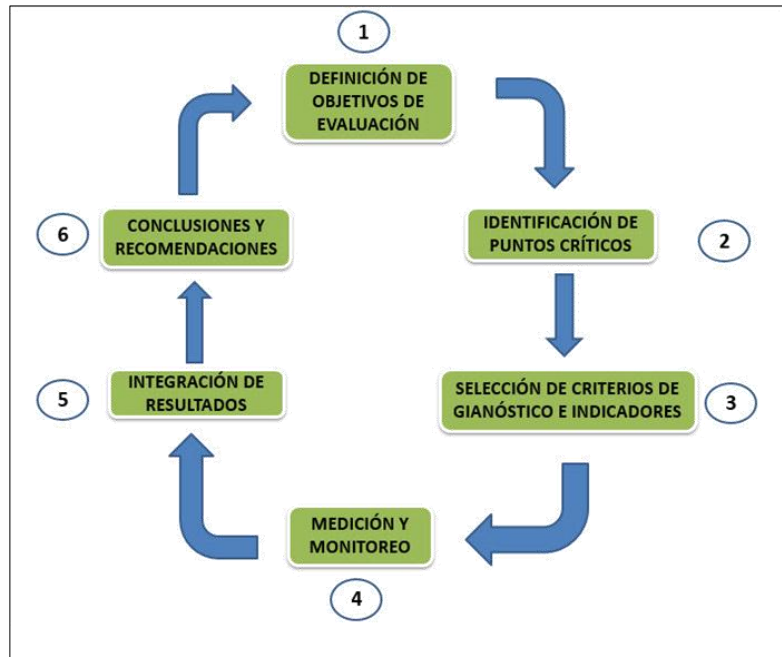 1
DEFINICIÓN DE
OBJETIVOS DE
EVALUACIÓN
IDENTIFICACIÓN DE
PUNTOS CRÍTICOS
2
SELECCIÓN DE CRITERIOS DE
GIANÓSTICO E INDICADORES
3
MEDICIÓN Y
MONITOREO
4
INTEGRACIÓN DE
RESULTADOS
5
CONCLUSIONES Y
RECOMENDACIONES
6